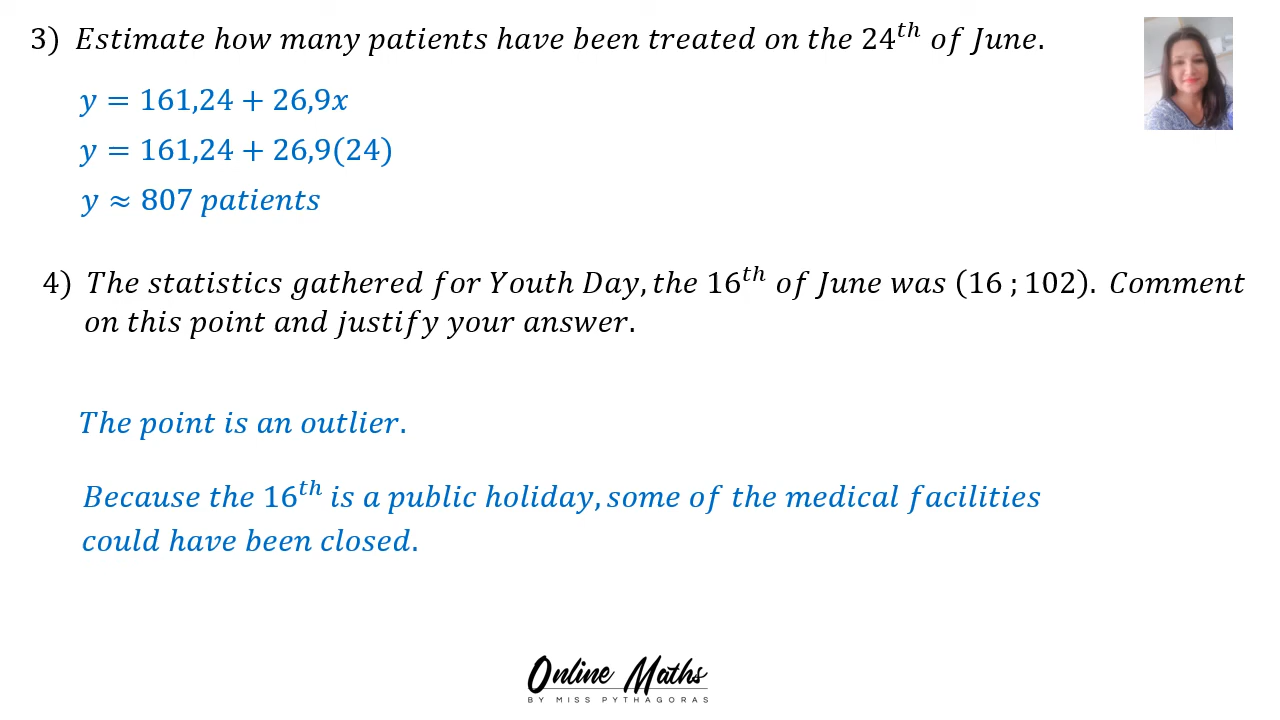 3) Estimate how many patients have been treated on the 24th of June.
y = 161,24 + 26,9x
y = 161,24 + 26,9(24)
y ≈ 807 patients
4) The statistics gathered for Youth Day, the 16th of June was (16 ; 102). Comment
on this point and justify your answer.
The point is an outlier.
Because the 16th is a public holiday, some of the medical facilities
could have been closed.
Online Maths
BY MISS PYTHAGORAS